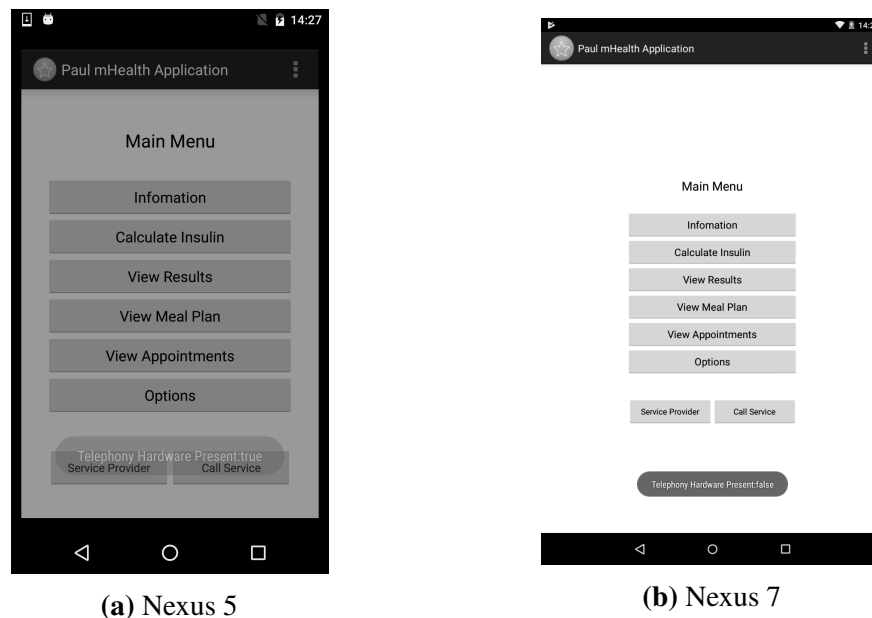 14:27
Paul mHealth Application
Main Menu
Infomation
Calculate Insulin
View Results
View Meal Plan
View Appointments
Options
Telephony Hardware Present:true
Service Provider Call Service
(a) Nexus 5
14:2
Paul mHealth Application
Main Menu
Infomation
Calculate Insulin
View Results
View Meal Plan
View Appointments
Options
Service Provider Call Service
Telephony Hardware Present:false
(b) Nexus 7